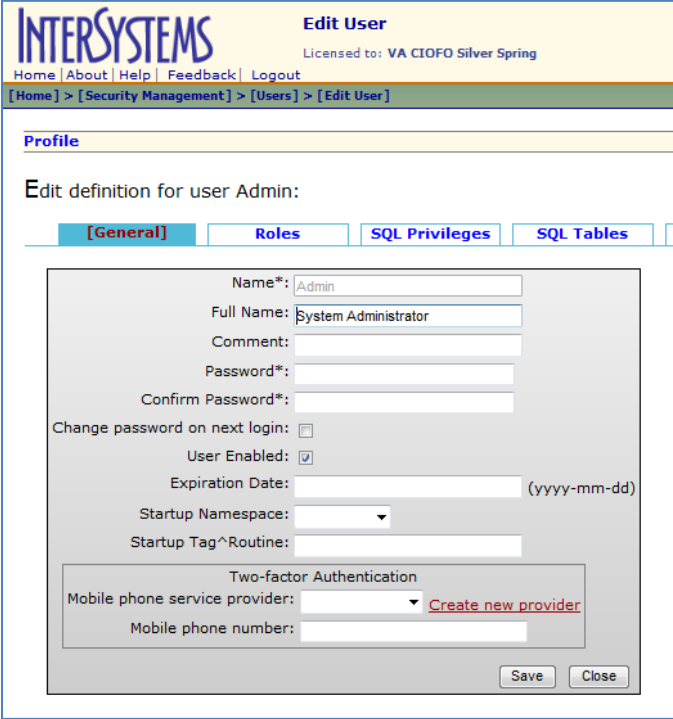 INTERSYSTEMS
Edit User
Licensed to: VA CIOFO Silver Spring
Home |About| Help| Feedback| Logout
[Home] > [Security Management] > [Users] > [Edit User]
Profile
Edit definition for user Admin:
[General] Roles SQL Privileges SQL Tables
Name*: Admin
Full Name: System Administrator
Comment:
Password*:
Confirm Password*:
Change password on next login:
User Enabled:
Expiration Date: (yyyy-mm-dd)
Startup Namespace:
Startup Tag^Routine:
Two-factor Authentication
Mobile phone service provider: Create new provider
Mobile phone number:
Save Close